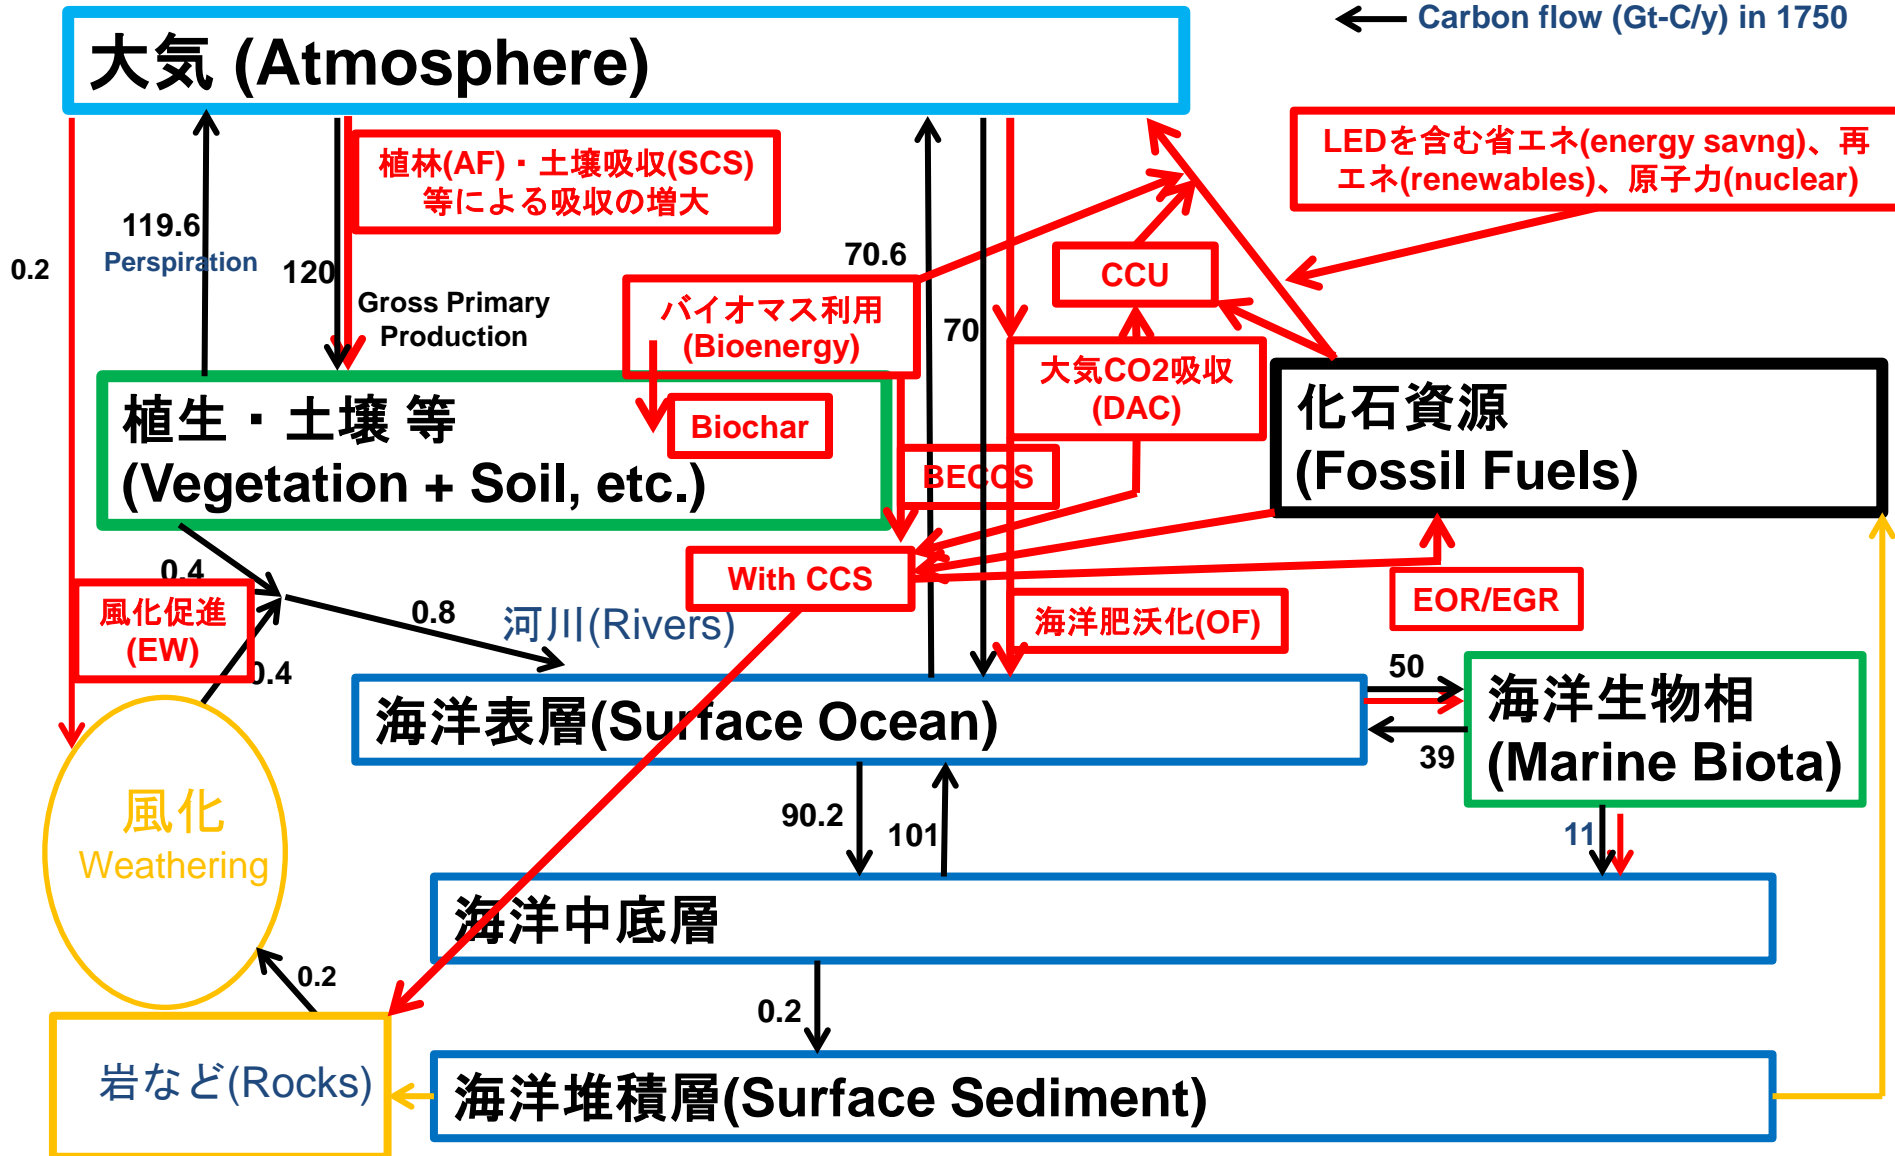 Carbon flow (Gt-C/y) in 1750
大気 (Atmosphere)
LEDを含む省エネ(energy savng)、再
エネ(renewables)、原子力(nuclear)
植林(AF)・土壌吸収(SCS)
等による吸収の増大
119.6
Perspiration
0.2
120
70.6
CCU
Gross Primary
Production
バイオマス利用
(Bioenergy)
70
大気CO2吸収
(DAC)
植生・土壌 等
(Vegetation + Soil, etc.)
Biochar
BECCS
化石資源
(Fossil Fuels)
0.4
With CCS
EOR/EGR
風化促進
(EW)
0.8
河川(Rivers)
海洋肥沃化(OF)
0.4
50
海洋表層(Surface Ocean)
39
海洋生物相
(Marine Biota)
風化
Weathering
90.2
101
11
海洋中底層
0.2
0.2
岩など(Rocks)
海洋堆積層(Surface Sediment)